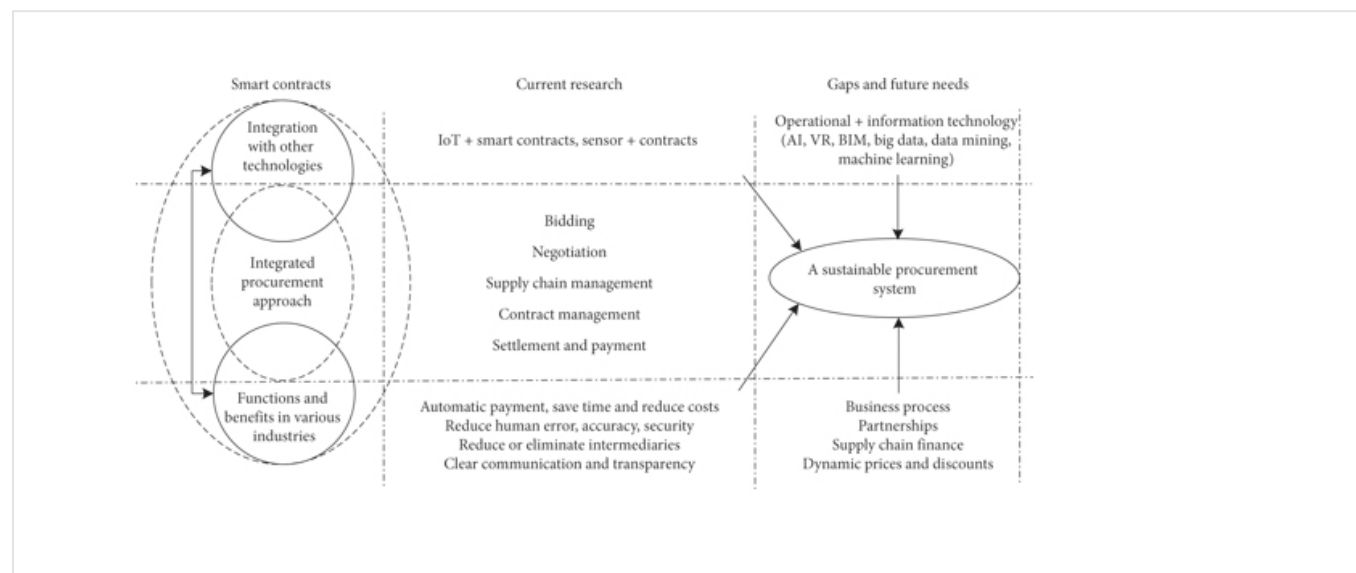 Smart contracts
Current research
Gaps and future needs
Integration
with other
technologies
IoT + smart contracts, sensor + contracts
Operational + information technology
(AI, VR, BIM, big data, data mining,
machine learning)
Integrated
procurement
approach
Bidding
Negotiation
Supply chain management
Contract management
Settlement and payment
A sustainable procurement
system
Functions and
benefits in various
industries
Automatic payment, save time and reduce costs
Reduce human error, accuracy, security
Reduce or eliminate intermediaries
Clear communication and transparency
Business process
Partnerships
Supply chain finance
Dynamic prices and discounts